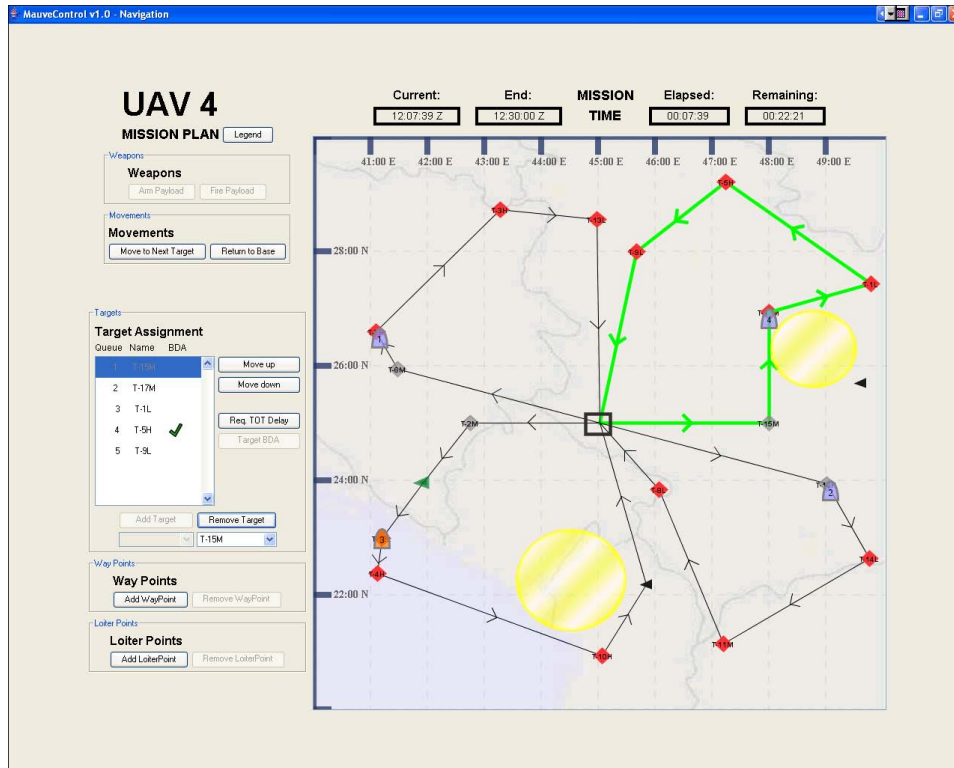 MauveControl v1.0 - Navigation
UAV 4
MISSION PLAN
Legend
Current:
End:
MISSION TIME
Elapsed:
Remaining:
12:07:39 Z
12:30:00 Z
00:07:39
00:22:21
Weapons
Weapons
Arm Payload
Fire Payload
Movements
Movements
Move to Next Target
Return to Base
Targets
Target Assignment
Queue Name BDA
1 T-15M
2 T-17M
3 T-1L
4 T-5H
5 T-9L
Move up
Move down
Req. TOT Delay
Target BDA
Add Target
Remove Target
T-15M
Way Points
Way Points
Add WayPoint
Remove WayPoint
Loiter Points
Loiter Points
Add LoiterPoint
Remove LoiterPoint
41:00 E
42:00 E
43:00 E
44:00 E
45:00 E
46:00 E
47:00 E
48:00 E
49:00 E
28:00 N
26:00 N
24:00 N
22:00 N
T-5H
T-3H
T-13L
T-9L
T-1L
4
1
T-2M
T-15M
T-8L
2
3
T-4H
T-14L
T-11M
T-10H